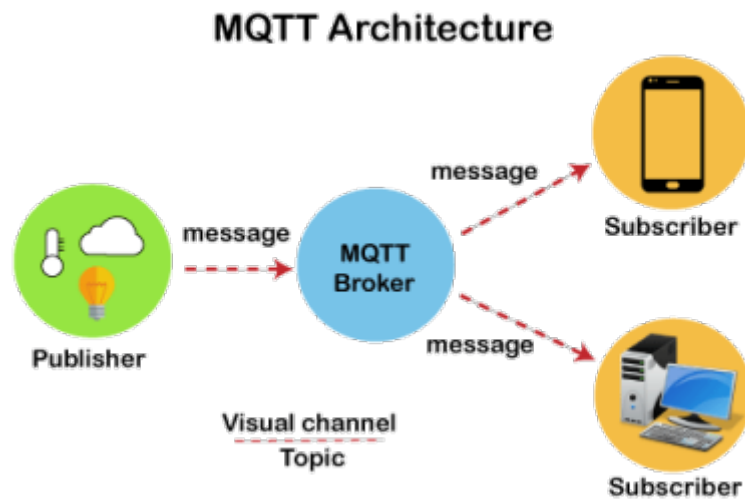 MQTT Architecture
message
Subscriber
message
MQTT
Broker
Publisher
message
Visual channel
Topic
Subscriber